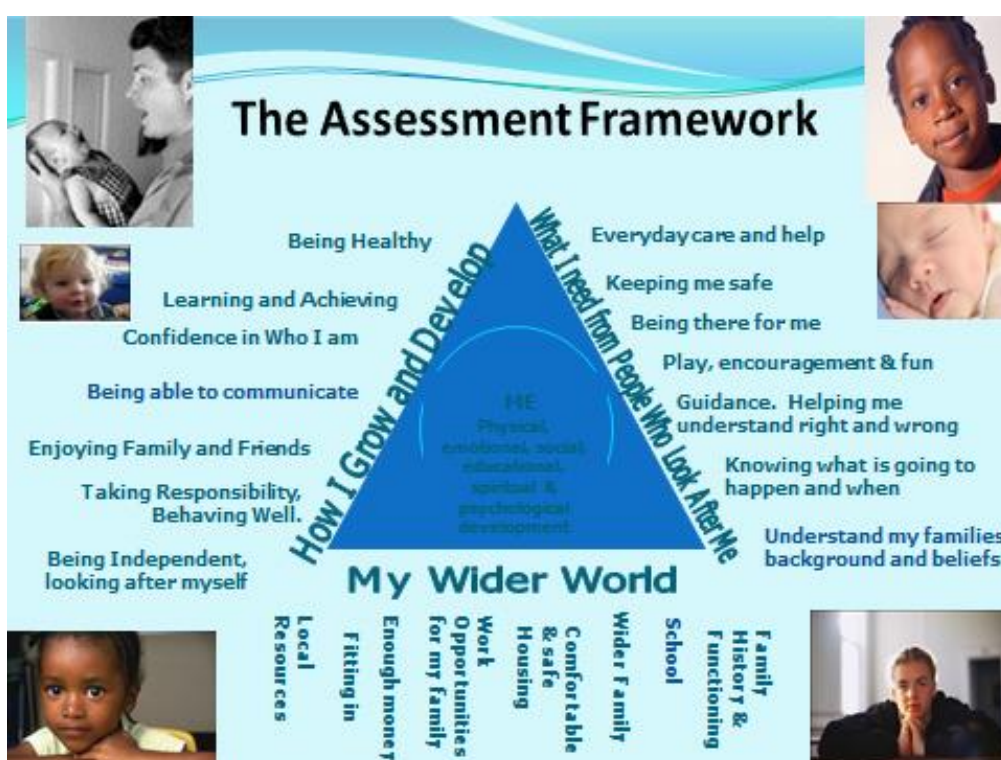 The Assessment Framework
Being Healthy
Learning and Achieving
Confidence in Who I am
Being able to communicate
Enjoying Family and Friends
Taking Responsibility,
Behaving Well.
Being Independent,
looking after myself
How I Grow and Develop
ME
Physical,
emotional, social,
educational,
spiritual &
psychological
development
What I need from People Who Look After Me
Everyday care and help
Keeping me safe
Being there for me
Play, encouragement & fun
Guidance. Helping me
understand right and wrong
Knowing what is going to
happen and when
Understand my families
background and beliefs
My Wider World
Local
Resources
Fitting in
Enough money
Work
Opportunities
for my family
Comfortable
& safe
Housing
Wider Family
School
Family
History &
Functioning